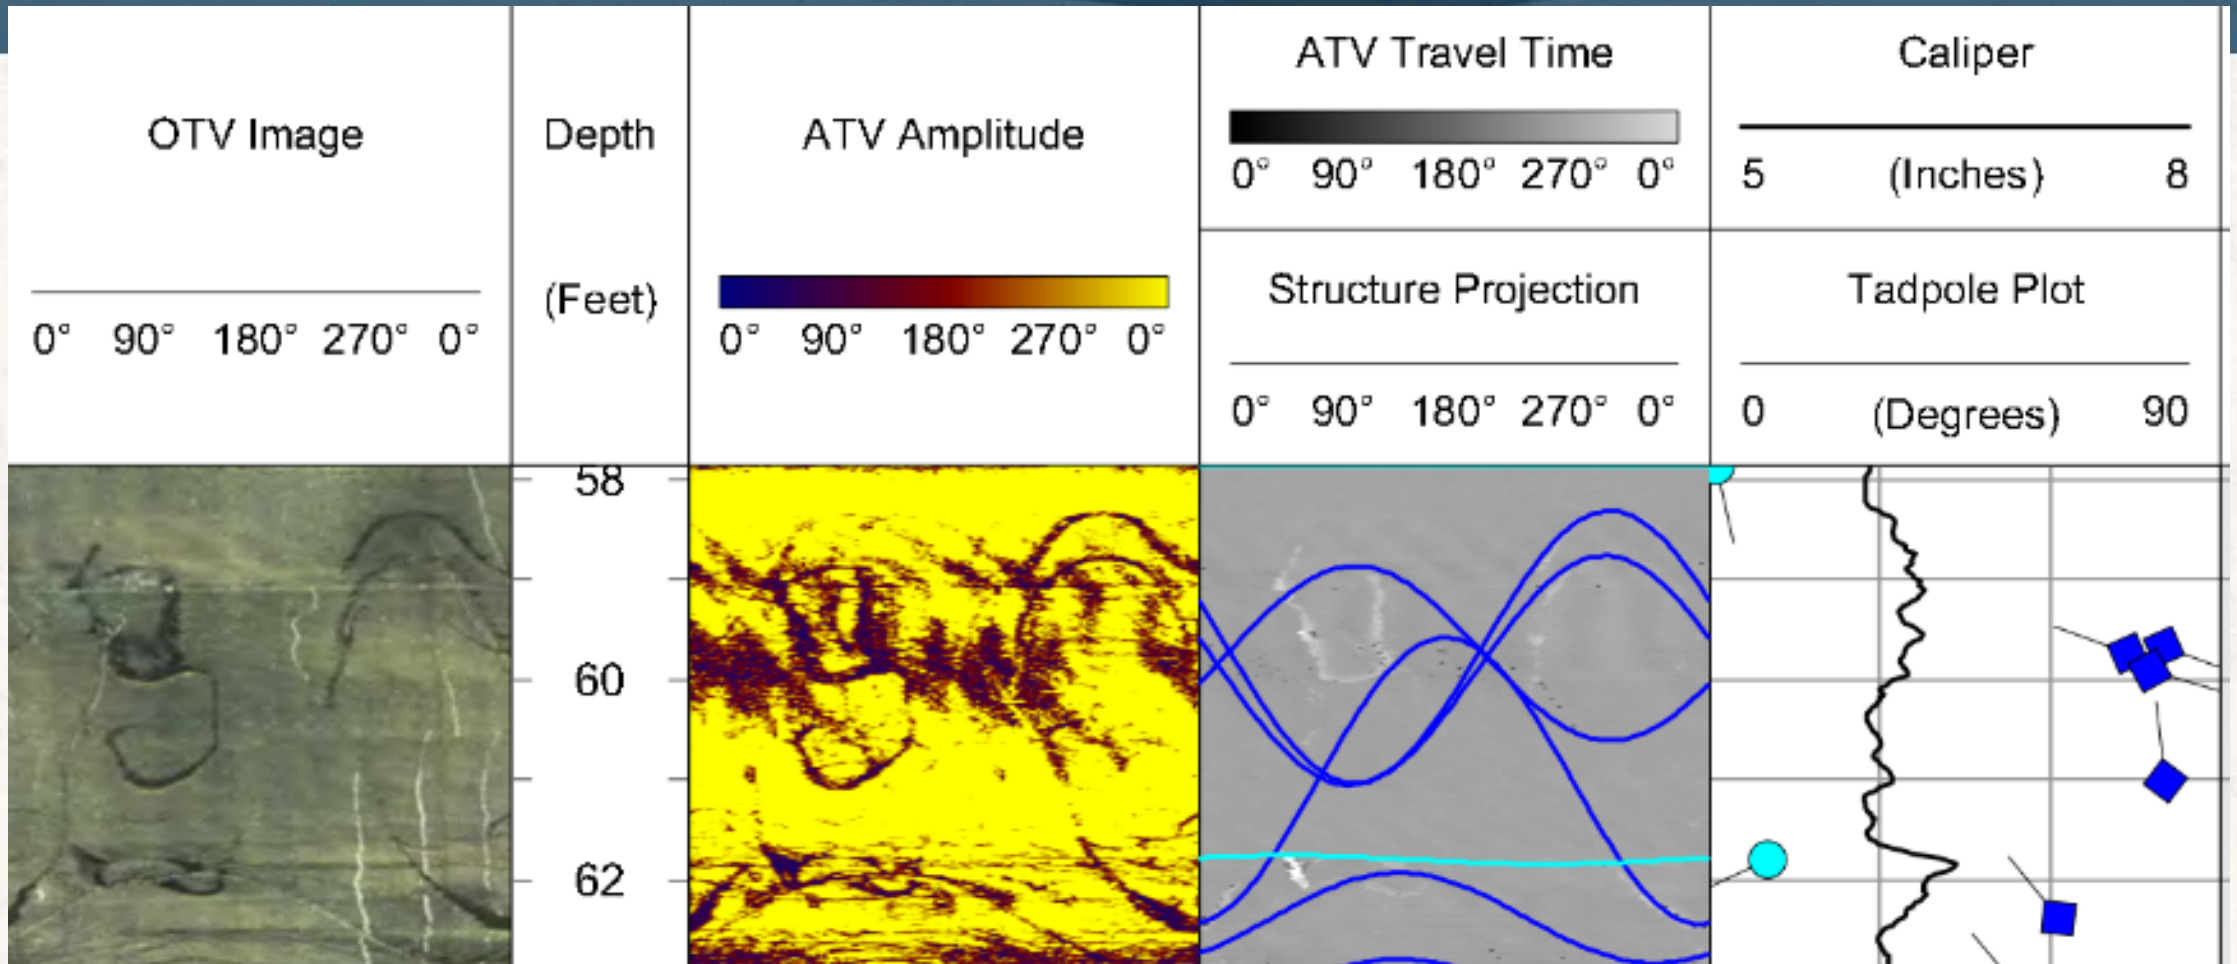 OTV Image
0° 90° 180° 270° 0°
Depth
(Feet)
ATV Amplitude
0° 90° 180° 270° 0°
ATV Travel Time
0° 90° 180° 270° 0°
Structure Projection
0° 90° 180° 270° 0°
Caliper
5 (Inches) 8
Tadpole Plot
0 (Degrees) 90
58
60
62